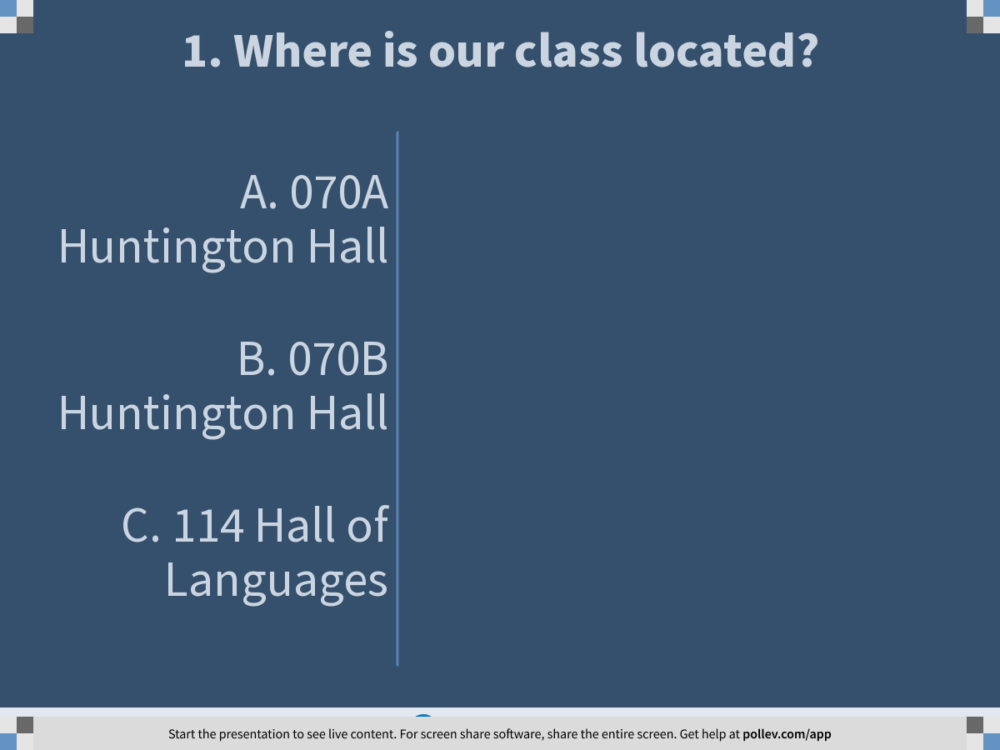 1. Where is our class located?
A. 070A
Huntington Hall
B. 070B
Huntington Hall
C. 114 Hall of
Languages
Start the presentation to see live content. For screen share software, share the entire screen. Get help at pollev.com/app